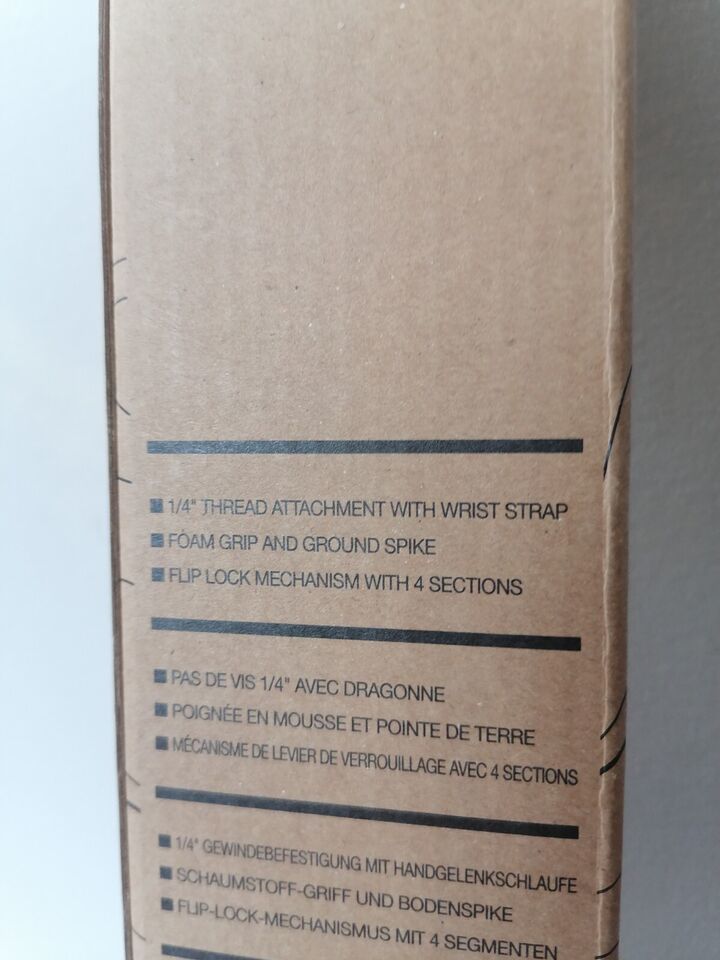 1/4" THREAD ATTACHMENT WITH WRIST STRAP
FOAM GRIP AND GROUND SPIKE
FLIP LOCK MECHANISM WITH 4 SECTIONS
PAS DE VIS 1/4" AVEC DRAGONNE
POIGNÉE EN MOUSSE ET POINTE DE TERRE
MÉCANISME DE LEVIER DE VERROUILLAGE AVEC 4 SECTIONS
1/4" GEWINDEBEFESTIGUNG MIT HANDGELENKSCHLAUFE
SCHAUMSTOFF-GRIFF UND BODENSPIKE
FLIP-LOCK-MECHANISMUS MIT 4 SEGMENTEN